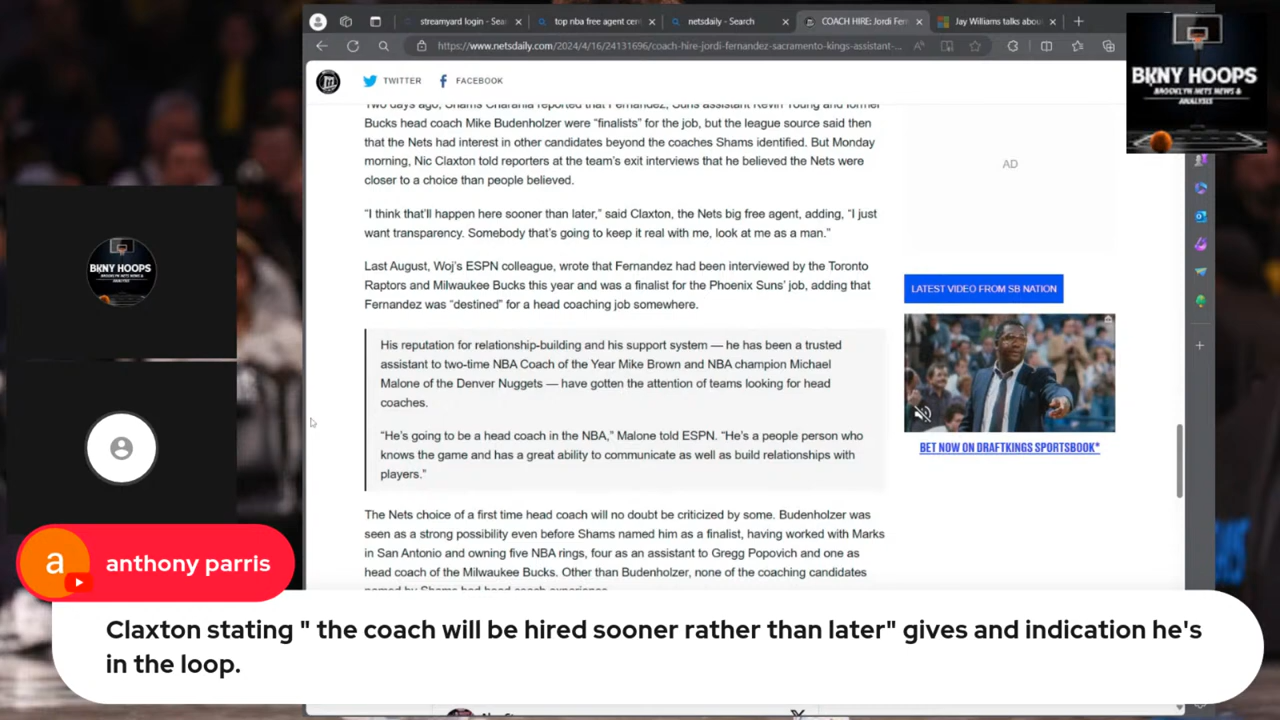 streamyard login - Sea
top nba free agent cen
netsdaily - Search
COACH HIRE: Jordi Fern
Jay Williams talks abou
https://www.netsdaily.com/2024/4/16/24131696/coach-hire-jordi-fernandez-sacramento-kings-assistant-...
TWITTER
FACEBOOK
BKNY HOOPS
BROOKLYN NETS NEWS &
ANALYSIS
Two days ago, Shams Charania reported that Fernandez, Suns assistant Kevin Young and former
Bucks head coach Mike Budenholzer were “finalists” for the job, but the league source said then
that the Nets had interest in other candidates beyond the coaches Shams identified. But Monday
morning, Nic Claxton told reporters at the team’s exit interviews that he believed the Nets were
closer to a choice than people believed.
“I think that’ll happen here sooner than later,” said Claxton, the Nets big free agent, adding, “I just
want transparency. Somebody that’s going to keep it real with me, look at me as a man.”
Last August, Woj’s ESPN colleague, wrote that Fernandez had been interviewed by the Toronto
Raptors and Milwaukee Bucks this year and was a finalist for the Phoenix Suns’ job, adding that
Fernandez was “destined” for a head coaching job somewhere.
His reputation for relationship-building and his support system — he has been a trusted
assistant to two-time NBA Coach of the Year Mike Brown and NBA champion Michael
Malone of the Denver Nuggets — have gotten the attention of teams looking for head
coaches.
“He’s going to be a head coach in the NBA,” Malone told ESPN. “He’s a people person who
knows the game and has a great ability to communicate as well as build relationships with
players.”
The Nets choice of a first time head coach will no doubt be criticized by some. Budenholzer was
seen as a strong possibility even before Shams named him as a finalist, having worked with Marks
in San Antonio and owning five NBA rings, four as an assistant to Gregg Popovich and one as
head coach of the Milwaukee Bucks. Other than Budenholzer, none of the coaching candidates
named by Shams had head coach experience.
AD
LATEST VIDEO FROM SB NATION
BET NOW ON DRAFTKINGS SPORTSBOOK*
BKNY HOOPS
BROOKLYN NETS NEWS &
ANALYSIS
a
anthony parris
Claxton stating " the coach will be hired sooner rather than later" gives and indication he's
in the loop.